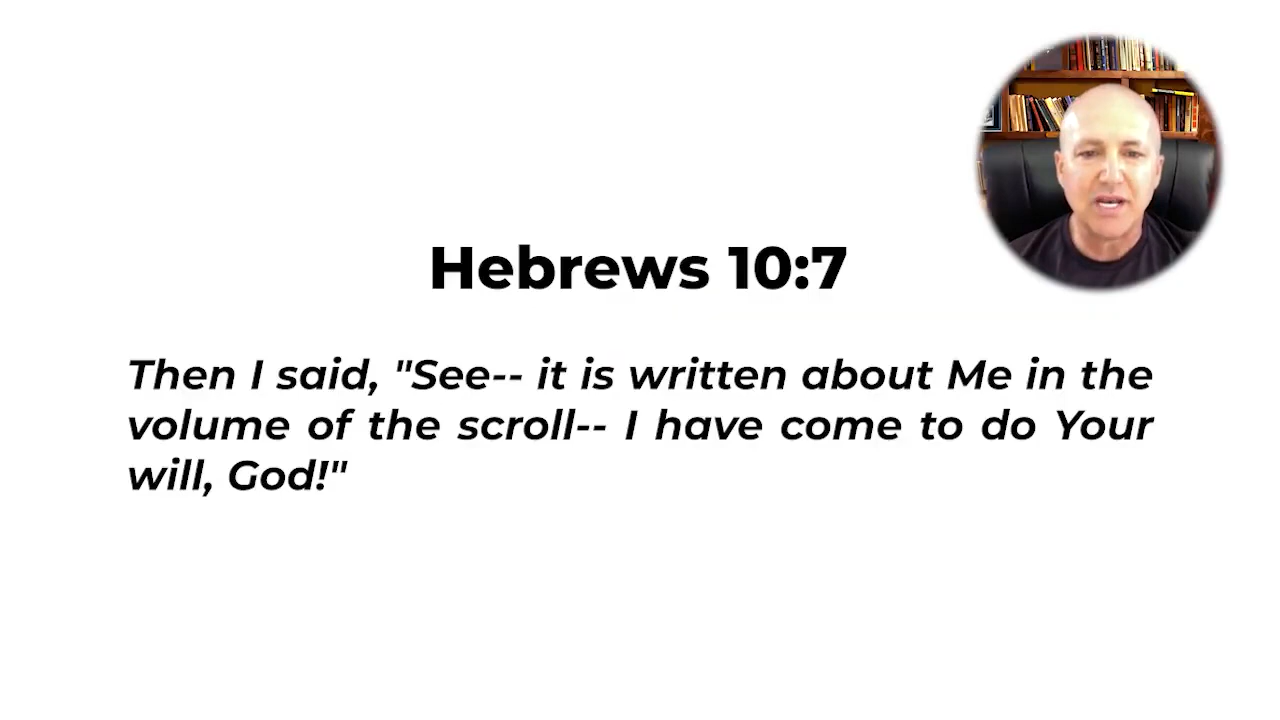 Hebrews 10:7
Then I said, "See-- it is written about Me in the
volume of the scroll-- I have come to do Your
will, God!"